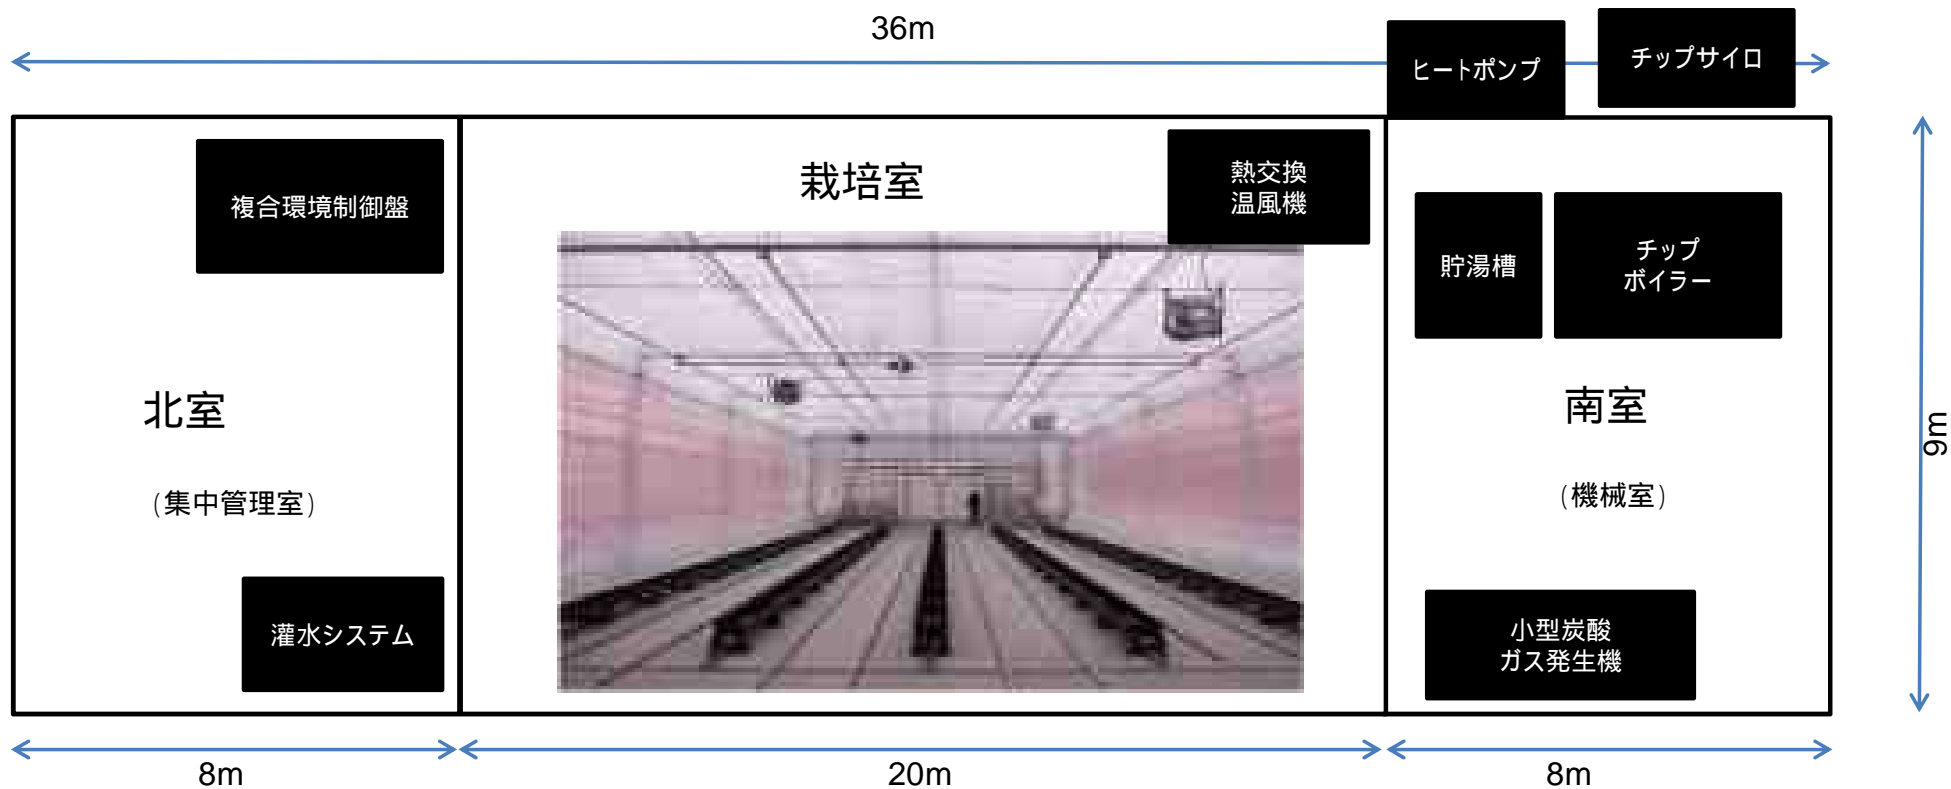 36m
ヒートポンプ
チップサイロ
複合環境制御盤
栽培室
熱交換
温風機
貯湯槽
チップ
ボイラー
北室
南室
9m
（集中管理室）
（機械室）
灌水システム
小型炭酸
ガス発生機
8m
20m
8m